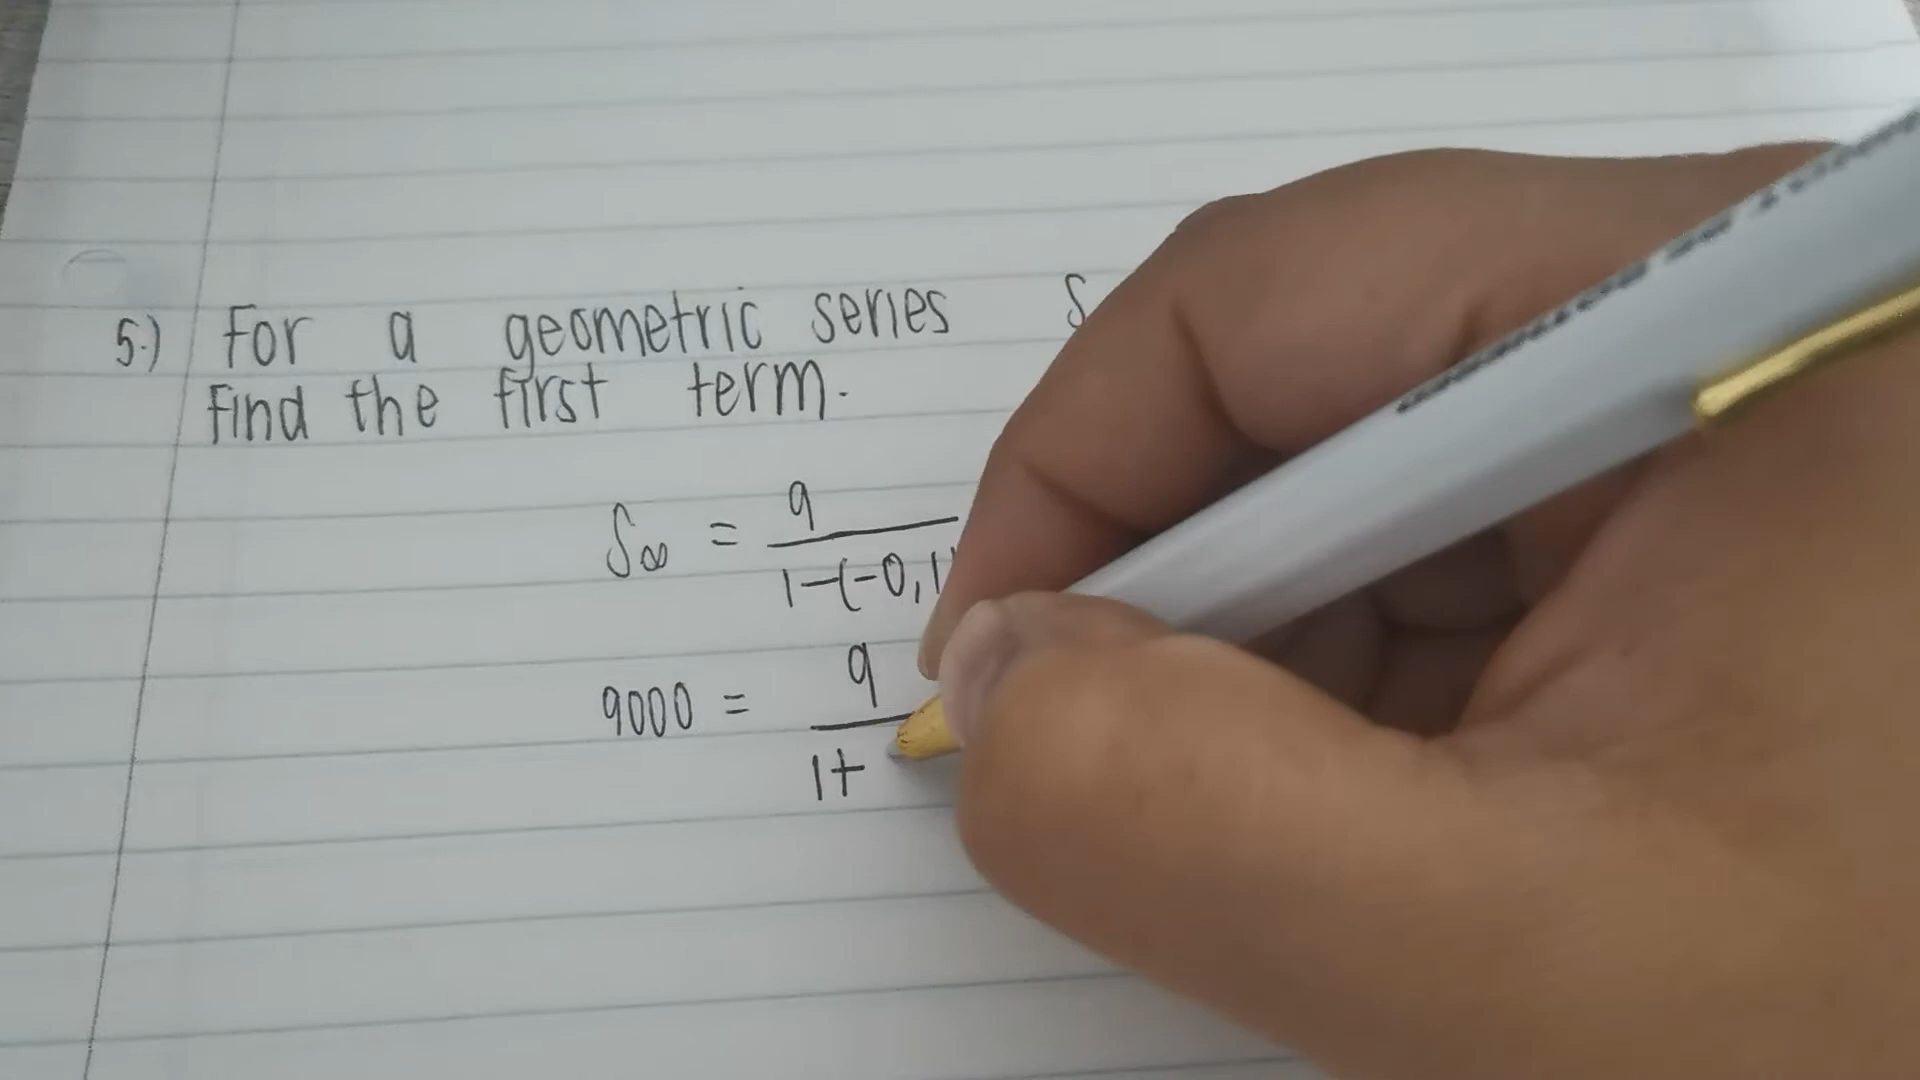 5.) For a geometric series S
Find the first term.
S∞ = a
1-(-0,1
9000 = a
1+